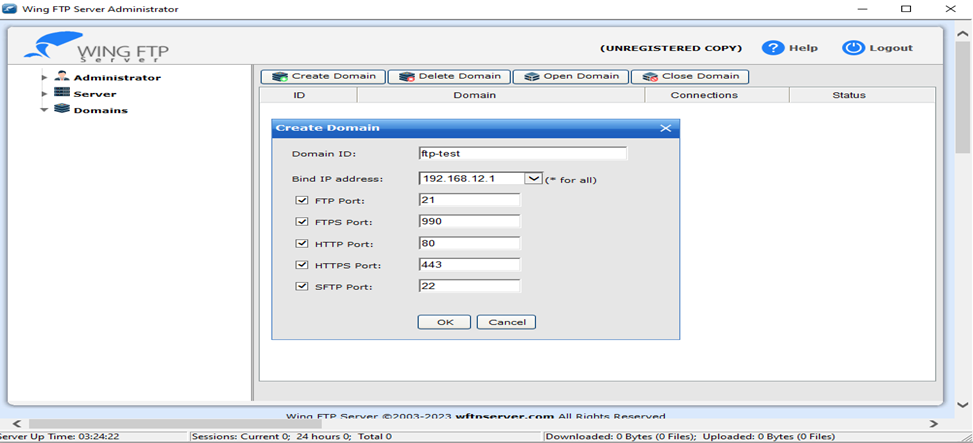 Wing FTP Server Administrator
WING FTP
Server
(UNREGISTERED COPY) Help Logout
Administrator
Server
Domains
Create Domain Delete Domain Open Domain Close Domain
ID Domain Connections Status
Create Domain
Domain ID: ftp-test
Bind IP address: 192.168.12.1 (* for all)
FTP Port: 21
FTPS Port: 990
HTTP Port: 80
HTTPS Port: 443
SFTP Port: 22
OK Cancel
Wing FTP Server ©2003-2023 wftpserver.com All Rights Reserved
Server Up Time: 03:24:22 Sessions: Current 0; 24 hours 0; Total 0 Downloaded: 0 Bytes (0 Files); Uploaded: 0 Bytes (0 Files)